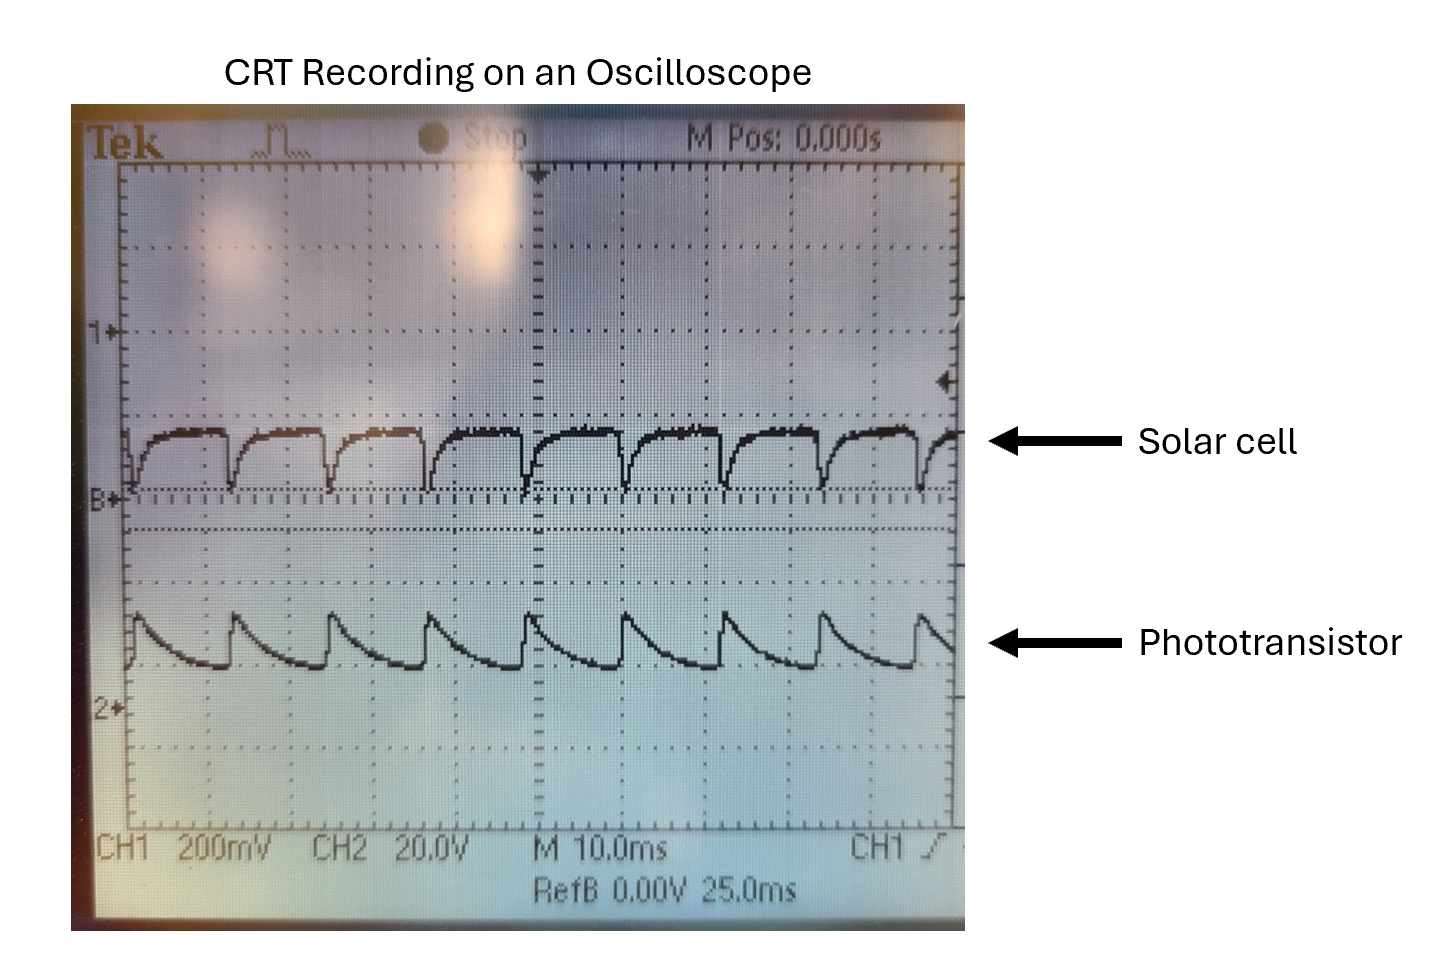 CRT Recording on an Oscilloscope
Tek Stop M Pos: 0.000s
1
Solar cell
B
Phototransistor
2
CH1 200mV CH2 20.0V M 10.0ms CH1
RefB 0.00V 25.0ms